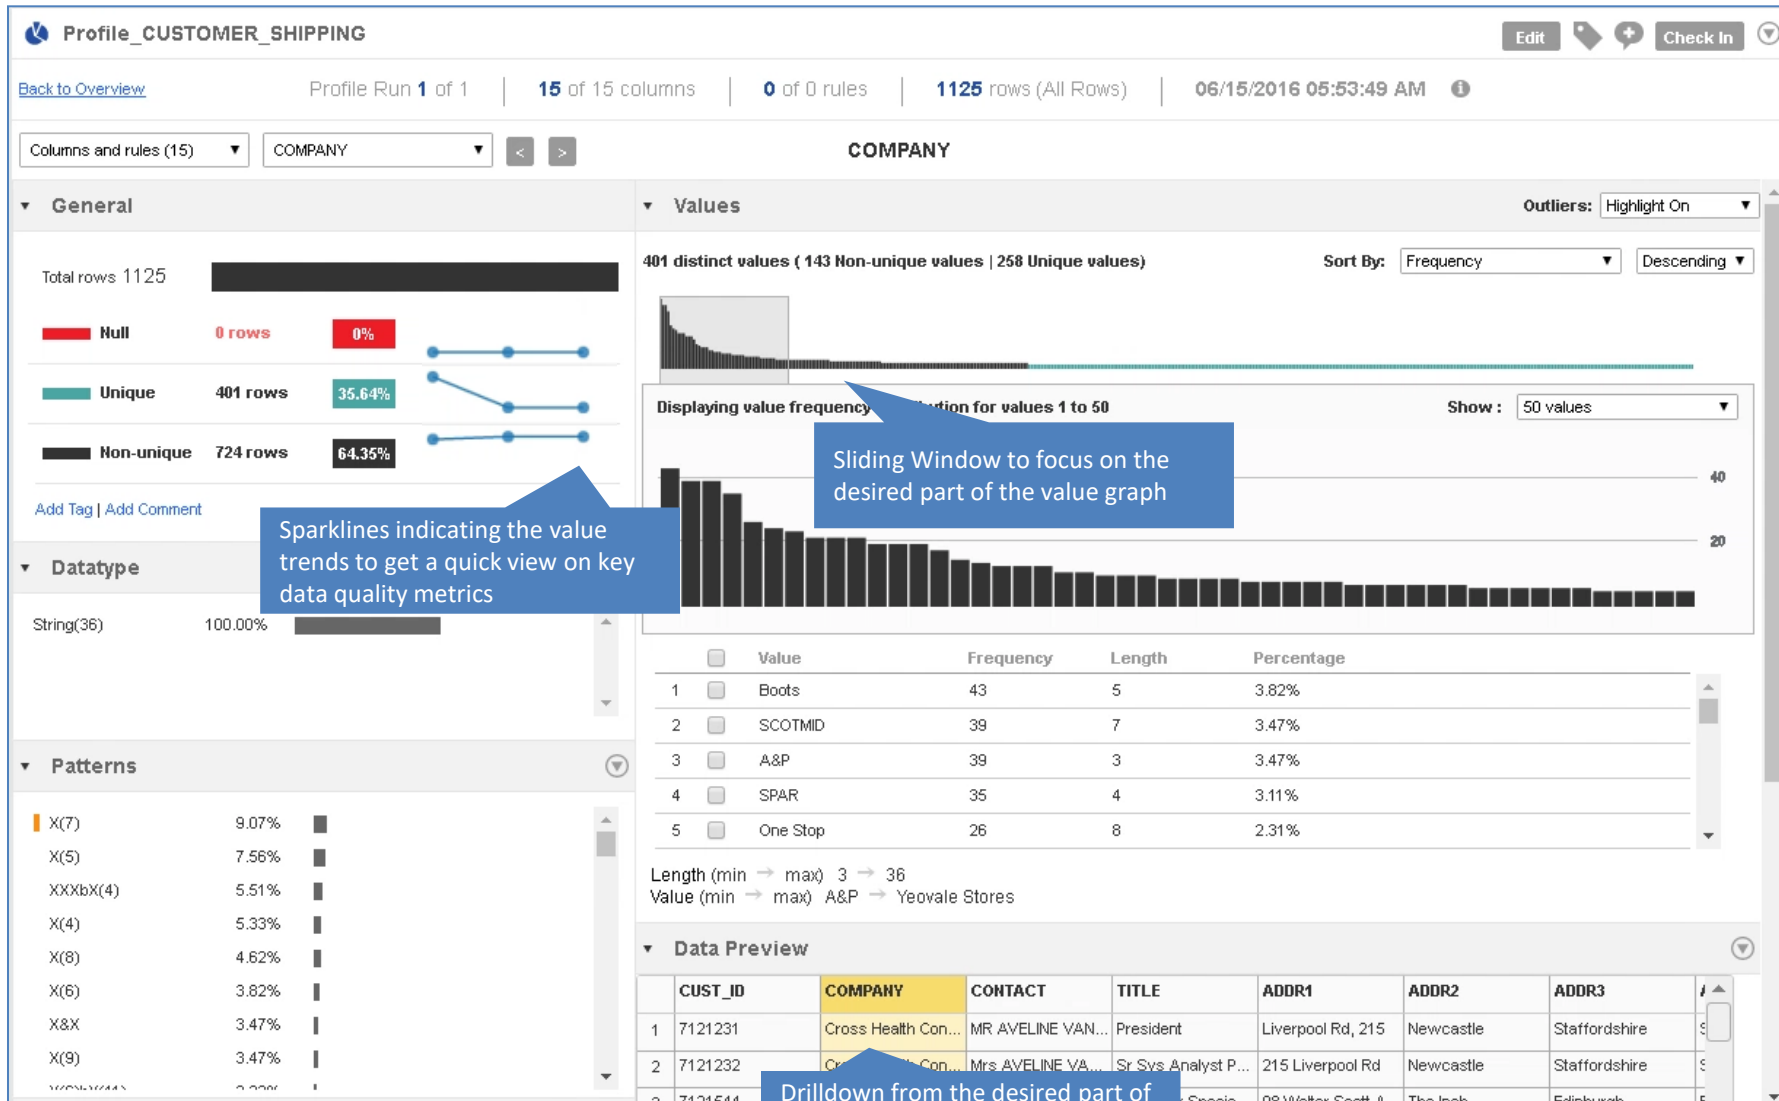 Profile_CUSTOMER_SHIPPING
Edit
Check In
Back to Overview
Profile Run 1 of 1
15 of 15 columns
0 of 0 rules
1125 rows (All Rows)
06/15/2016 05:53:49 AM
Columns and rules (15)
COMPANY
< >
COMPANY
General
Total rows 1125
Null 0 rows 0%
Unique 401 rows 35.64%
Non-unique 724 rows 64.35%
Add Tag | Add Comment
Sparklines indicating the value
trends to get a quick view on key
data quality metrics
Datatype
String(36) 100.00%
Patterns
X(7) 9.07%
X(5) 7.56%
XXXbX(4) 5.51%
X(4) 5.33%
X(8) 4.62%
X(6) 3.82%
X&X 3.47%
X(9) 3.47%
Values
Outliers: Highlight On
401 distinct values ( 143 Non-unique values | 258 Unique values)
Sort By: Frequency Descending
Displaying value frequency for values 1 to 50
Show : 50 values
Sliding Window to focus on the
desired part of the value graph
40
20
Value Frequency Length Percentage
1 Boots 43 5 3.82%
2 SCOTMID 39 7 3.47%
3 A&P 39 3 3.47%
4 SPAR 35 4 3.11%
5 One Stop 26 8 2.31%
Length (min → max) 3 → 36
Value (min → max) A&P → Yeovale Stores
Data Preview
CUST_ID COMPANY CONTACT TITLE ADDR1 ADDR2 ADDR3
1 7121231 Cross Health Con... MR AVELINE VAN... President Liverpool Rd, 215 Newcastle Staffordshire
2 7121232 Con... Mrs AVELINE VA... Sr Sys Analyst P... 215 Liverpool Rd Newcastle Staffordshire
Drilldown from the desired part of